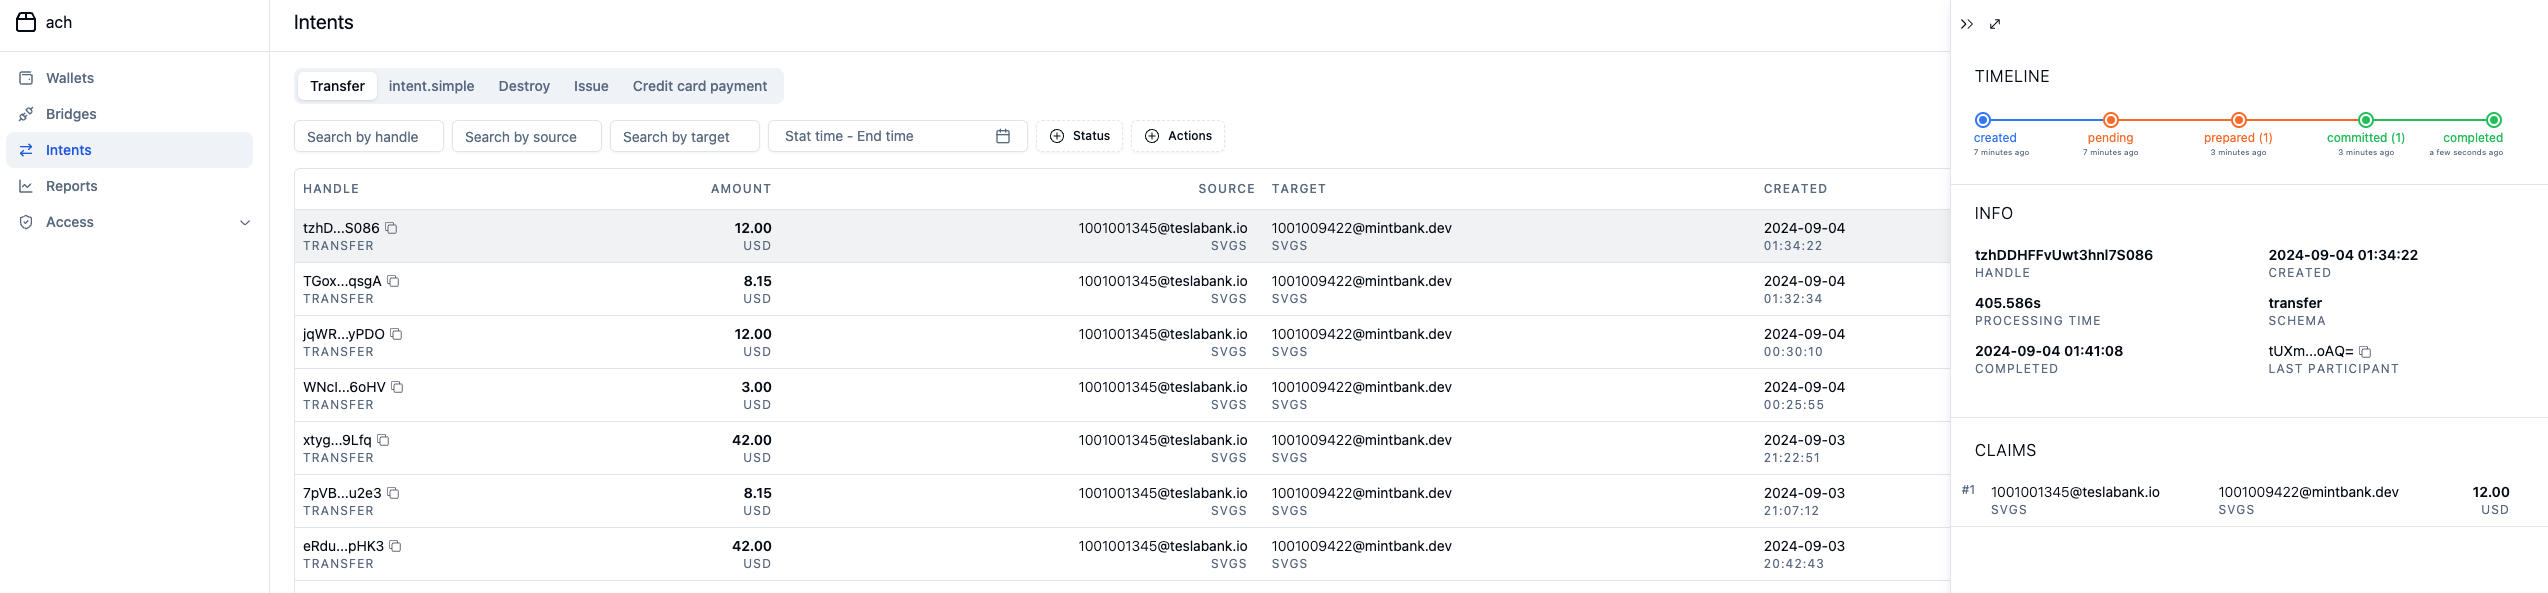 ach
Wallets
Bridges
Intents
Reports
Access
Intents
Transfer intent.simple Destroy Issue Credit card payment
Search by handle Search by source Search by target Stat time - End time Status Actions
HANDLE AMOUNT SOURCE TARGET CREATED
tzhD...S086 12.00 1001001345@teslabank.io 1001009422@mintbank.dev 2024-09-04
TRANSFER USD SVGS SVGS 01:34:22
TGox...qsgA 8.15 1001001345@teslabank.io 1001009422@mintbank.dev 2024-09-04
TRANSFER USD SVGS SVGS 01:32:34
jqWR...yPDO 12.00 1001001345@teslabank.io 1001009422@mintbank.dev 2024-09-04
TRANSFER USD SVGS SVGS 00:30:10
WNcl...6oHV 3.00 1001001345@teslabank.io 1001009422@mintbank.dev 2024-09-04
TRANSFER USD SVGS SVGS 00:25:55
xtyg...9Lfq 42.00 1001001345@teslabank.io 1001009422@mintbank.dev 2024-09-03
TRANSFER USD SVGS SVGS 21:22:51
7pVB...u2e3 8.15 1001001345@teslabank.io 1001009422@mintbank.dev 2024-09-03
TRANSFER USD SVGS SVGS 21:07:12
eRdu...pHK3 42.00 1001001345@teslabank.io 1001009422@mintbank.dev 2024-09-03
TRANSFER USD SVGS SVGS 20:42:43
TIMELINE
created pending prepared (1) committed (1) completed
7 minutes ago 7 minutes ago 3 minutes ago 3 minutes ago a few seconds ago
INFO
tzhDDHFFvUwt3hnl7S086 2024-09-04 01:34:22
HANDLE CREATED
405.586s transfer
PROCESSING TIME SCHEMA
2024-09-04 01:41:08 tUXm...oAQ=
COMPLETED LAST PARTICIPANT
CLAIMS
#1 1001001345@teslabank.io 1001009422@mintbank.dev 12.00
SVGS SVGS USD